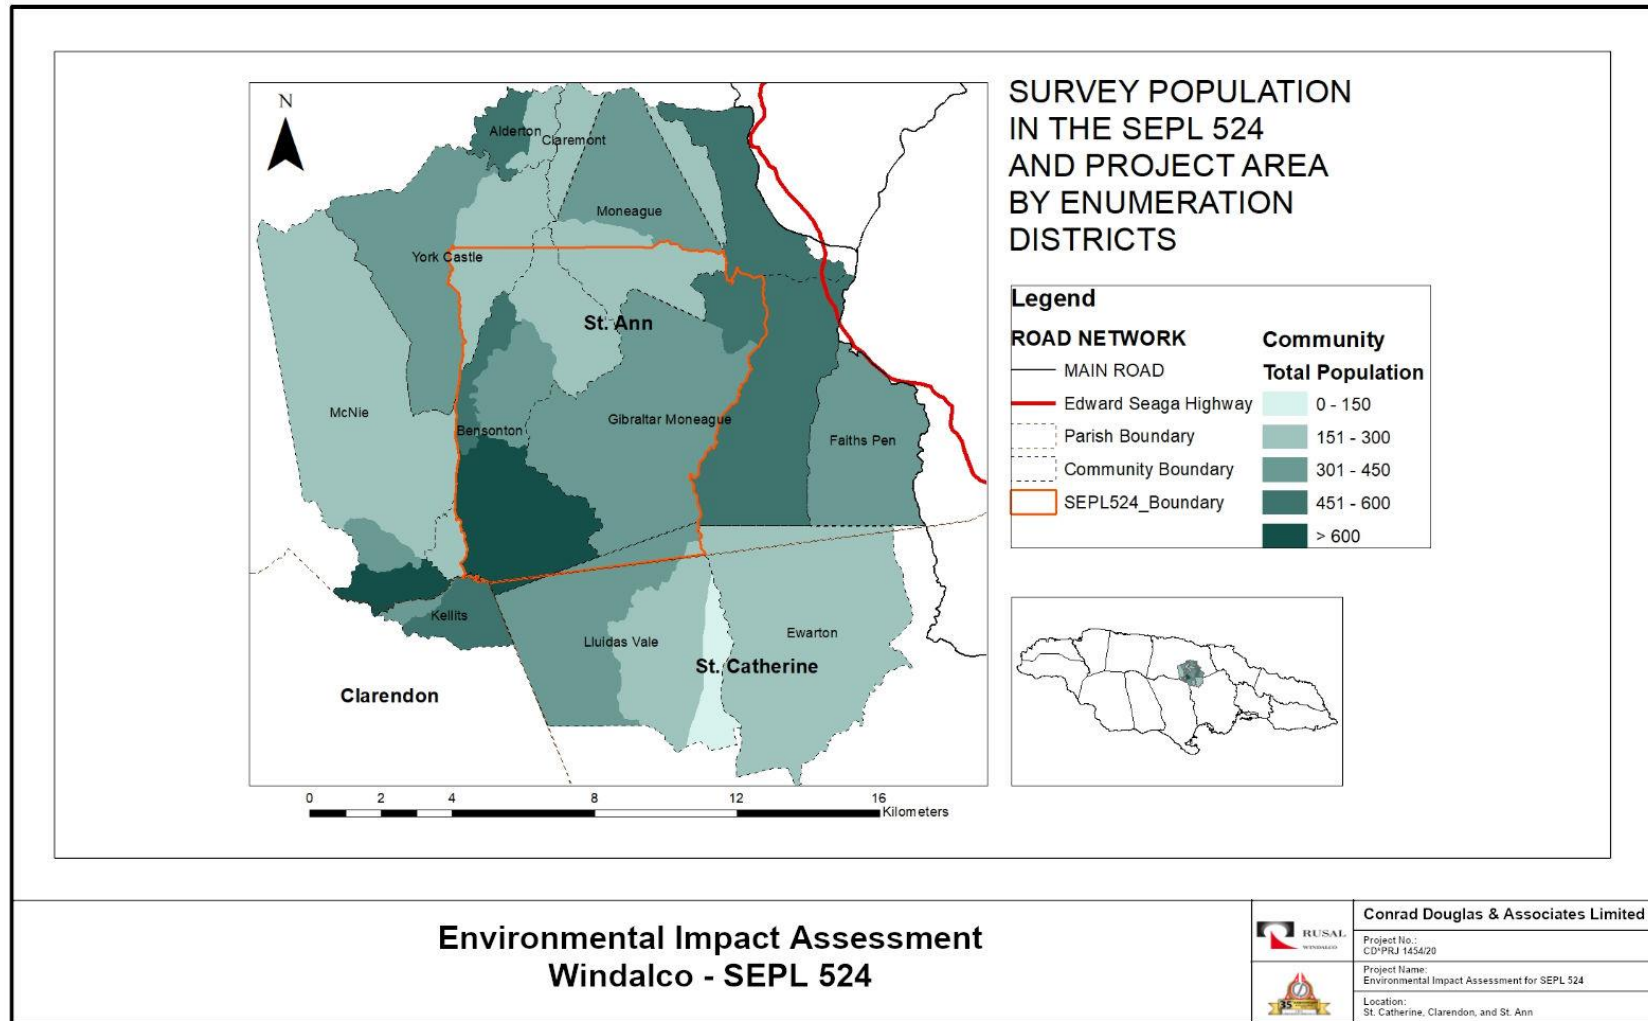 N
Alderton
Claremont
Moneague
York Castle
St. Ann
McNie
Gibraltar Moneague
Bensonton
Faiths Pen
Kellits
Lluidas Vale
Ewarton
St. Catherine
Clarendon
0 2 4 8 12 16
Kilometers
SURVEY POPULATION
IN THE SEPL 524
AND PROJECT AREA
BY ENUMERATION
DISTRICTS
Legend
ROAD NETWORK
MAIN ROAD
Edward Seaga Highway
Parish Boundary
Community Boundary
SEPL524_Boundary
Community
Total Population
0 - 150
151 - 300
301 - 450
451 - 600
> 600
Environmental Impact Assessment
Windalco - SEPL 524
RUSAL
WINDALCO
35
Conrad Douglas & Associates Limited
Project No.:
CD*PRJ 1454/20
Project Name:
Environmental Impact Assessment for SEPL 524
Location:
St. Catherine, Clarendon, and St. Ann